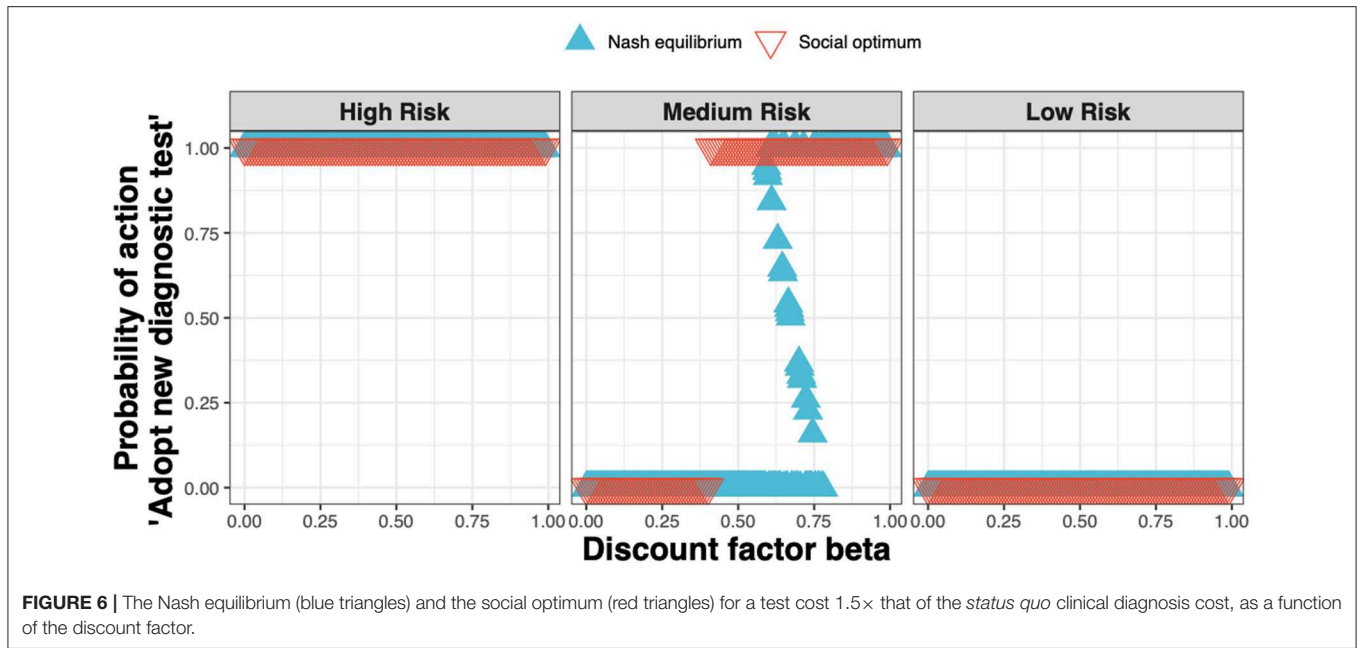 Nash equilibrium Social optimum
High Risk Medium Risk Low Risk
Probability of action
'Adopt new diagnostic test'
1.00
0.75
0.50
0.25
0.00
0.00 0.25 0.50 0.75 1.00 0.00 0.25 0.50 0.75 1.00 0.00 0.25 0.50 0.75 1.00
Discount factor beta
FIGURE 6 | The Nash equilibrium (blue triangles) and the social optimum (red triangles) for a test cost 1.5× that of the status quo clinical diagnosis cost, as a function
of the discount factor.